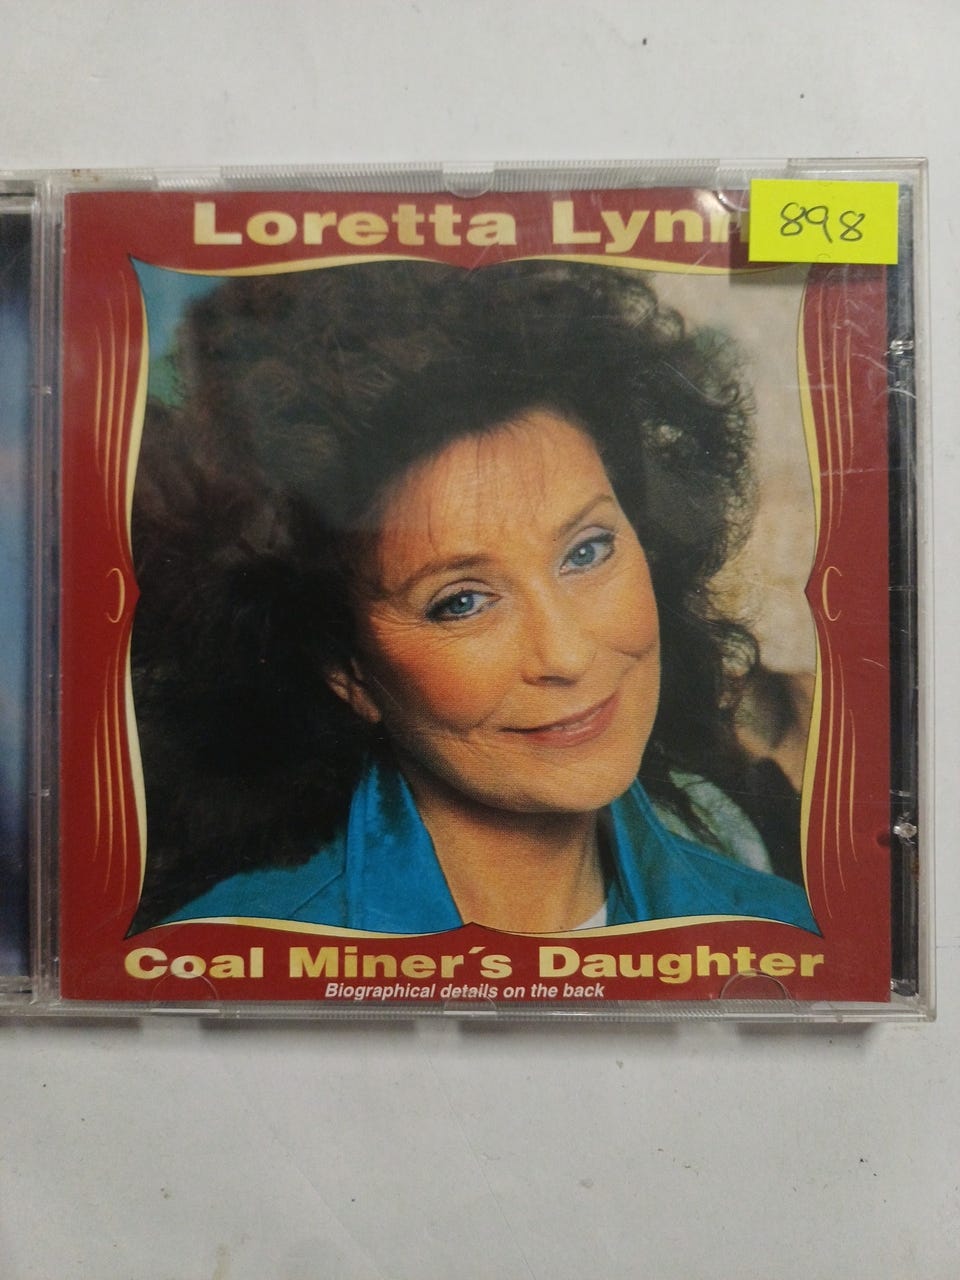 Loretta Lynn
898
Coal Miner´s Daughter
Biographical details on the back